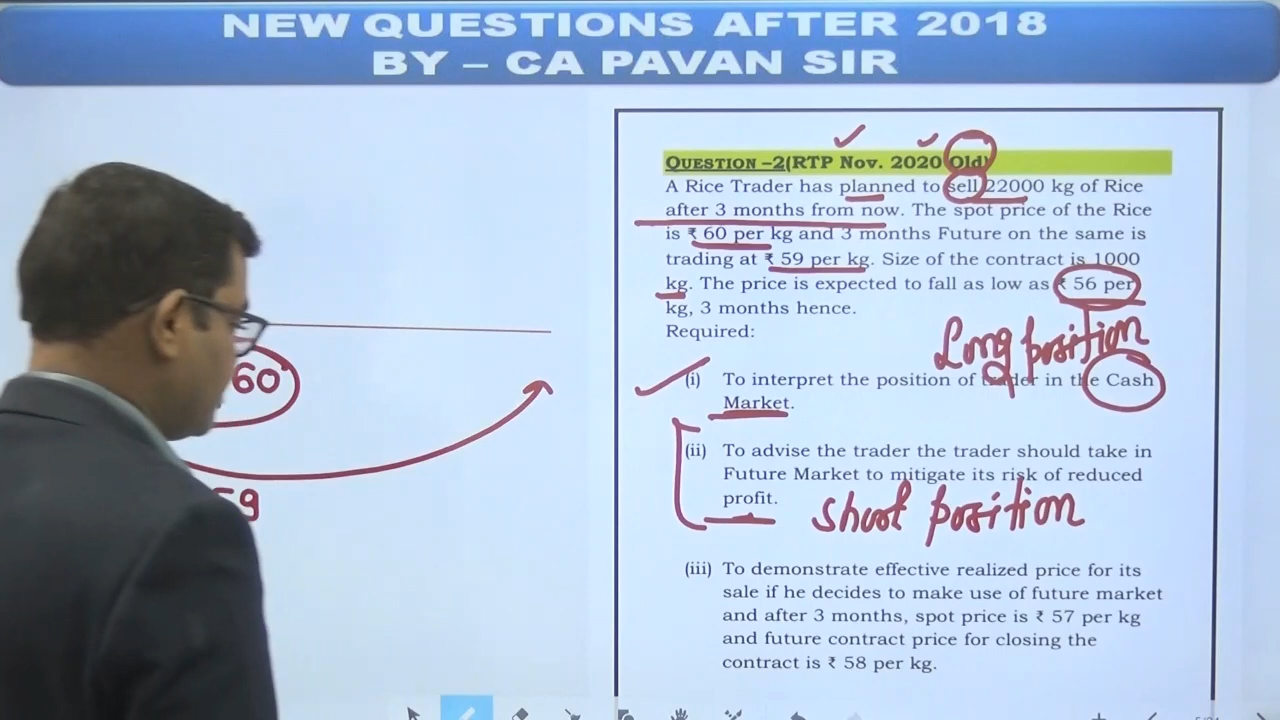 NEW QUESTIONS AFTER 2018
BY – CA PAVAN SIR
QUESTION –2(RTP Nov. 2020 Old)
A Rice Trader has planned to sell 22000 kg of Rice
after 3 months from now. The spot price of the Rice
is ₹ 60 per kg and 3 months Future on the same is
trading at ₹ 59 per kg. Size of the contract is 1000
kg. The price is expected to fall as low as ₹ 56 per
kg, 3 months hence.
Required:
Long position
(i) To interpret the position of trader in the Cash
Market.
(ii) To advise the trader the trader should take in
Future Market to mitigate its risk of reduced
profit.
Short position
(iii) To demonstrate effective realized price for its
sale if he decides to make use of future market
and after 3 months, spot price is ₹ 57 per kg
and future contract price for closing the
contract is ₹ 58 per kg.
60
59